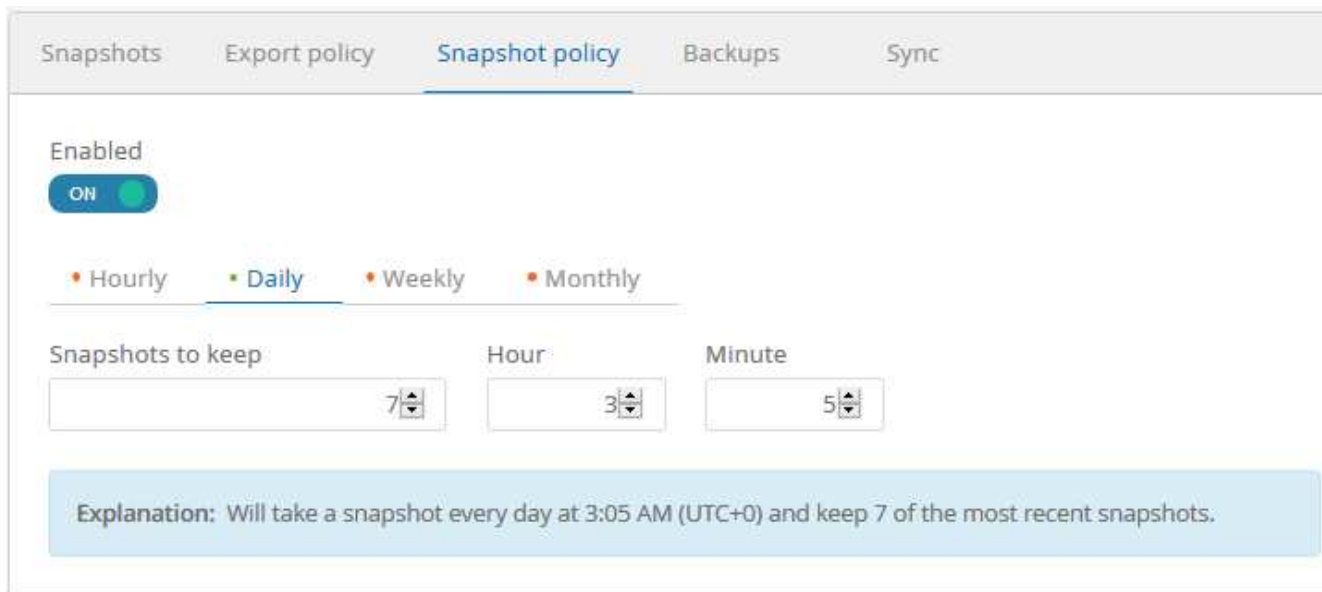 Snapshots Export policy Snapshot policy Backups Sync
Enabled
ON
Hourly Daily Weekly Monthly
Snapshots to keep Hour Minute
7 3 5
Explanation: Will take a snapshot every day at 3:05 AM (UTC+0) and keep 7 of the most recent snapshots.